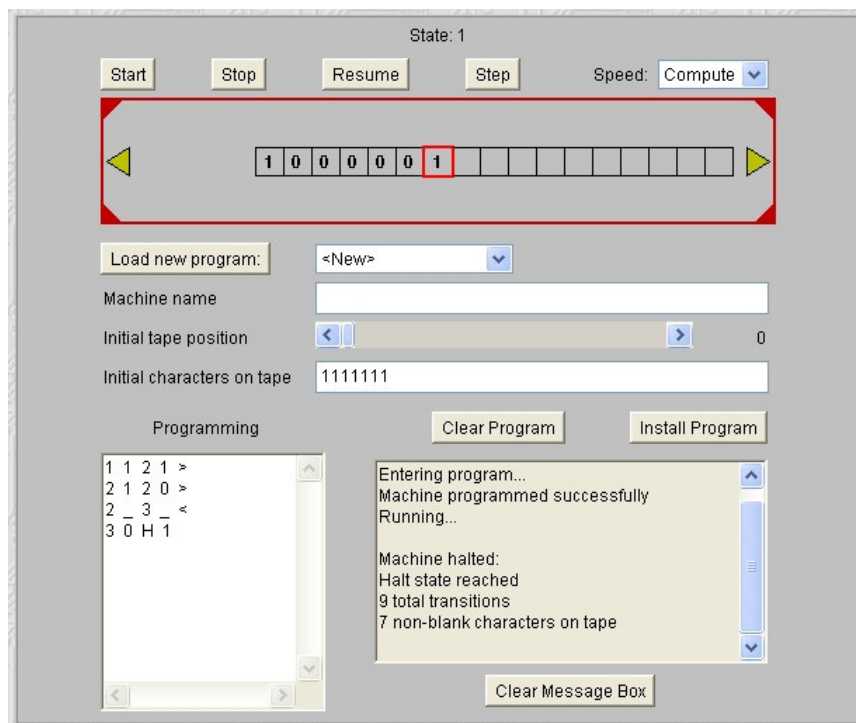 State: 1
Start Stop Resume Step Speed: Compute
1 0 0 0 0 0 1
Load new program: <New>
Machine name
Initial tape position 0
Initial characters on tape 1111111
Programming Clear Program Install Program
1 1 2 1 >
2 1 2 0 >
2 _ 3 _ <
3 0 H 1
Entering program...
Machine programmed successfully
Running...
Machine halted:
Halt state reached
9 total transitions
7 non-blank characters on tape
Clear Message Box